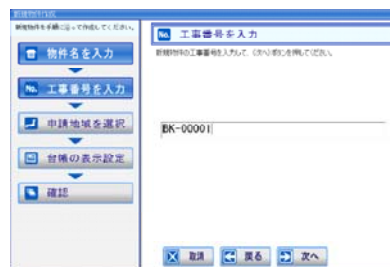 新規物件作成
新規物件を手順に沿って作成してください。
物件名を入力
No. 工事番号を入力
申請地域を選択
台帳の表示設定
確認
No. 工事番号を入力
新規物件の工事番号を入力して、〈次へ〉ボタンを押してください。
BK-00001
取消
戻る
次へ